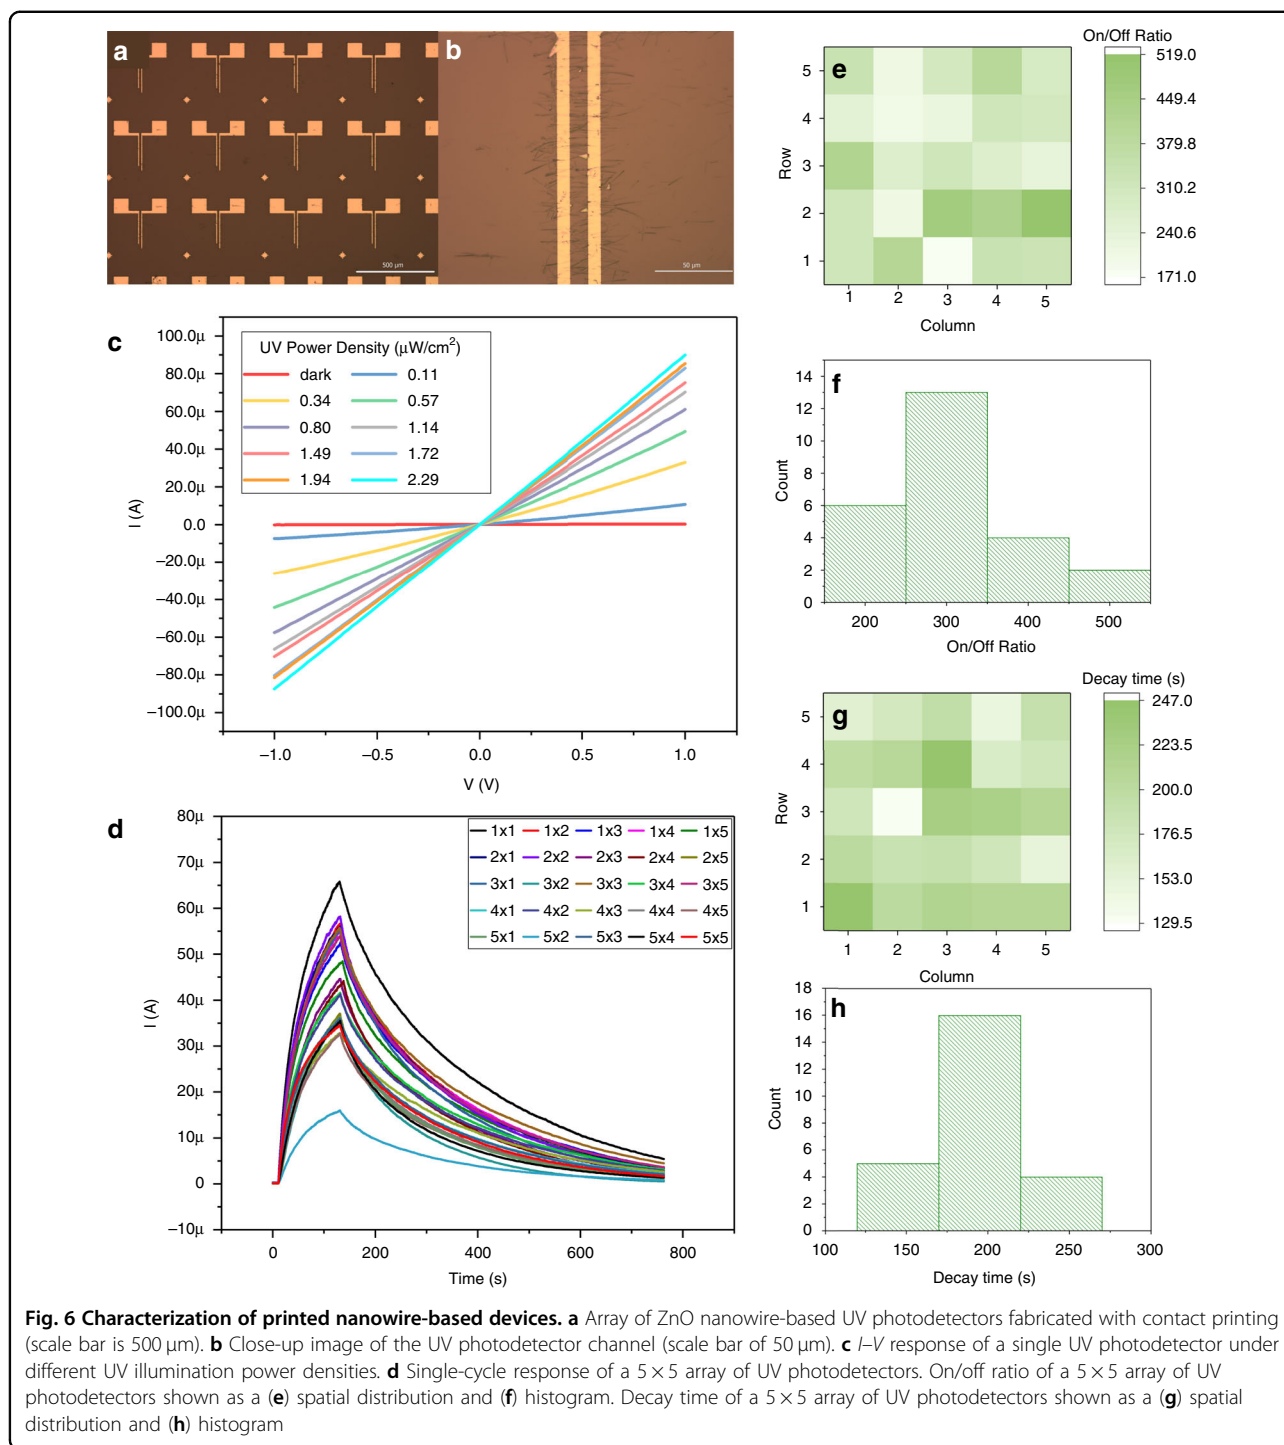 a
500 µm
b
50 µm
On/Off Ratio
e
519.0
449.4
379.8
310.2
240.6
171.0
Row
5
4
3
2
1
1 2 3 4 5
Column
c
UV Power Density (µW/cm²)
dark 0.11
0.34 0.57
0.80 1.14
1.49 1.72
1.94 2.29
I (A)
100.0µ
80.0µ
60.0µ
40.0µ
20.0µ
0.0
−20.0µ
−40.0µ
−60.0µ
−80.0µ
−100.0µ
−1.0 −0.5 0.0 0.5 1.0
V (V)
f
Count
14
12
10
8
6
4
2
0
200 300 400 500
On/Off Ratio
Decay time (s)
g
247.0
223.5
200.0
176.5
153.0
129.5
Row
5
4
3
2
1
1 2 3 4 5
Column
d
1x1 1x2 1x3 1x4 1x5
2x1 2x2 2x3 2x4 2x5
3x1 3x2 3x3 3x4 3x5
4x1 4x2 4x3 4x4 4x5
5x1 5x2 5x3 5x4 5x5
I (A)
80µ
70µ
60µ
50µ
40µ
30µ
20µ
10µ
0
−10µ
0 200 400 600 800
Time (s)
h
Count
18
16
14
12
10
8
6
4
2
0
100 150 200 250 300
Decay time (s)
Fig. 6 Characterization of printed nanowire-based devices. a Array of ZnO nanowire-based UV photodetectors fabricated with contact printing
(scale bar is 500 µm). b Close-up image of the UV photodetector channel (scale bar of 50 µm). c I–V response of a single UV photodetector under
different UV illumination power densities. d Single-cycle response of a 5 × 5 array of UV photodetectors. On/off ratio of a 5 × 5 array of UV
photodetectors shown as a (e) spatial distribution and (f) histogram. Decay time of a 5 × 5 array of UV photodetectors shown as a (g) spatial
distribution and (h) histogram